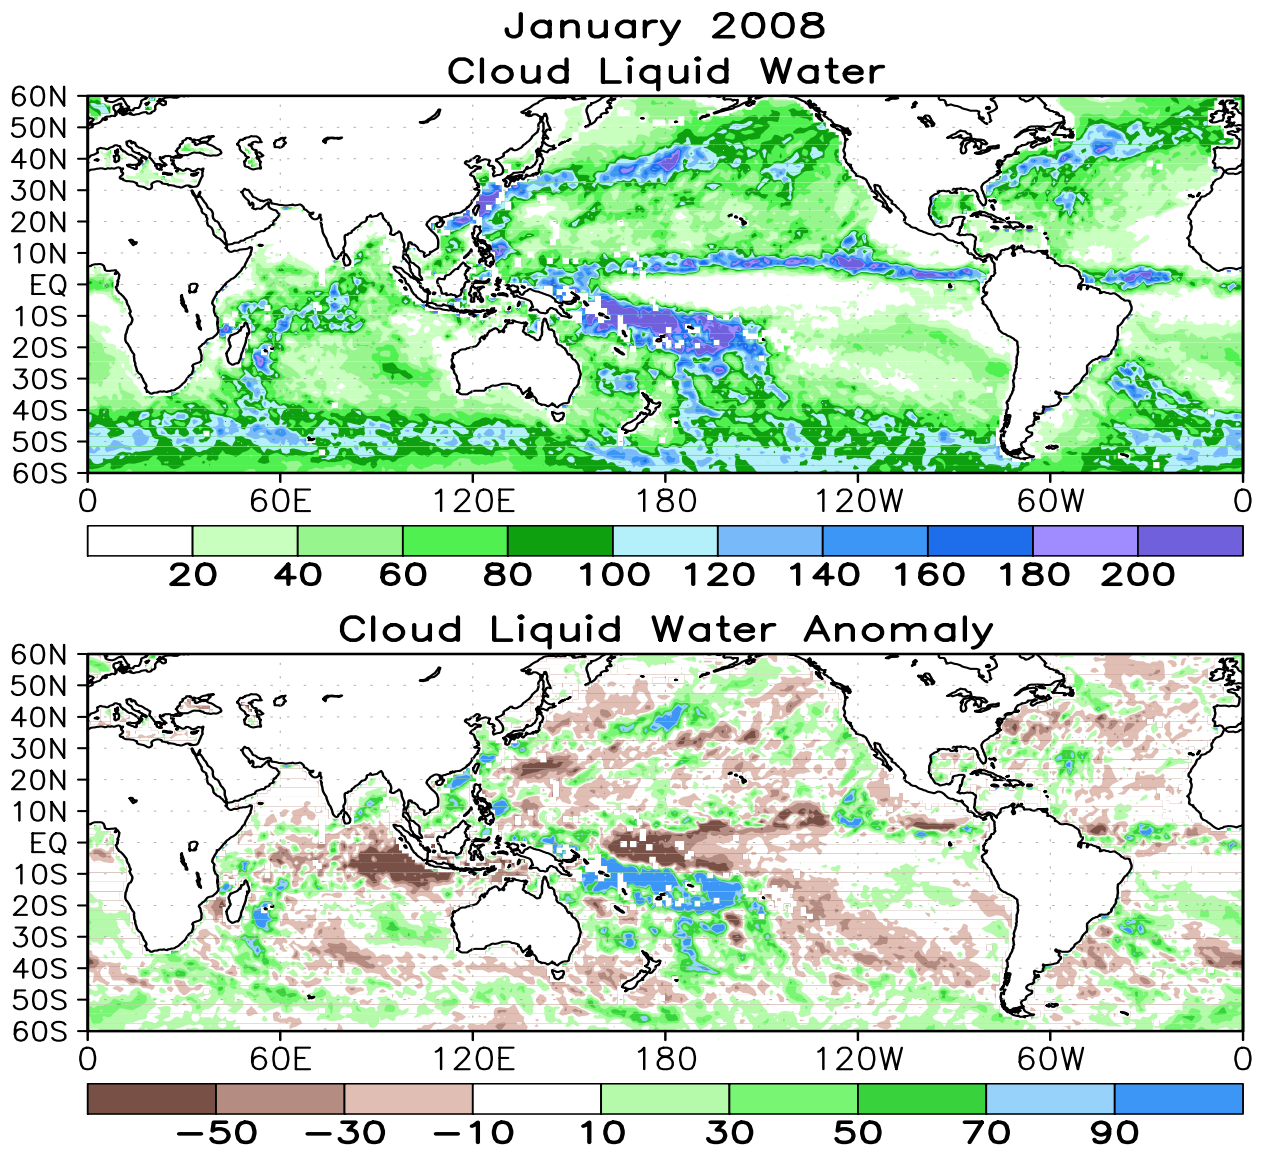 January 2008
Cloud Liquid Water
60N
50N
40N
30N
20N
10N
EQ
10S
20S
30S
40S
50S
60S
0 60E 120E 180 120W 60W 0
20 40 60 80 100 120 140 160 180 200
Cloud Liquid Water Anomaly
60N
50N
40N
30N
20N
10N
EQ
10S
20S
30S
40S
50S
60S
0 60E 120E 180 120W 60W 0
−50 −30 −10 10 30 50 70 90